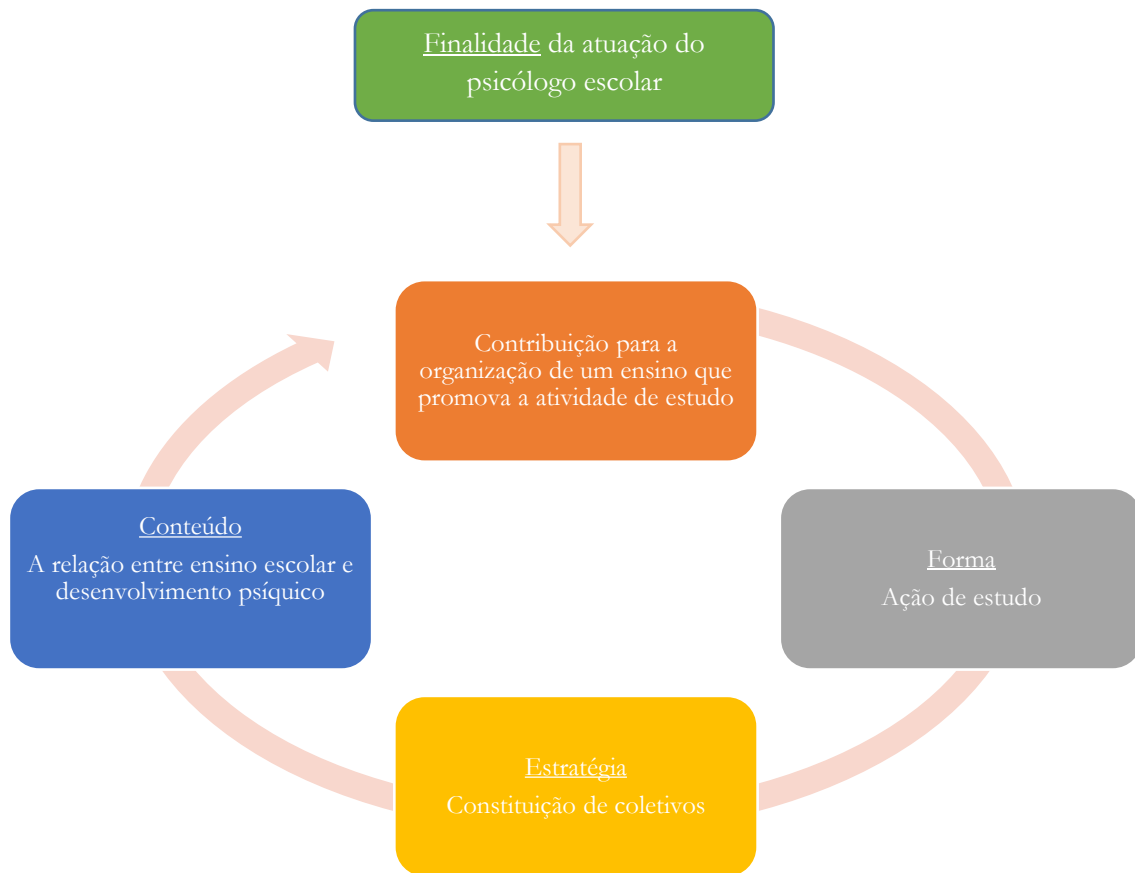 Finalidade da atuação do
psicólogo escolar
Contribuição para a
organização de um ensino que
promova a atividade de estudo
Forma
Ação de estudo
Estratégia
Constituição de coletivos
Conteúdo
A relação entre ensino escolar e
desenvolvimento psíquico